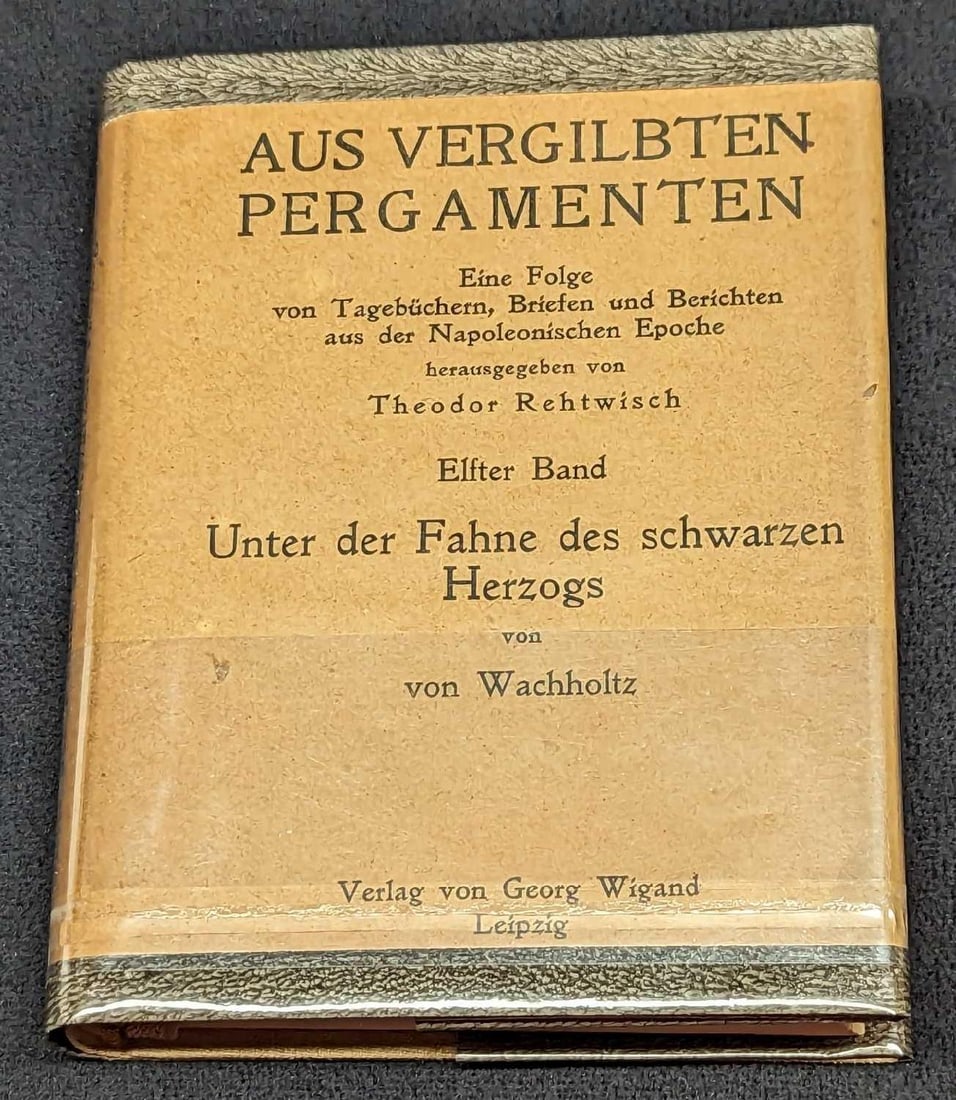 AUS VERGILBTEN
PERGAMENTEN
Eine Folge
von Tagebüchern, Briefen und Berichten
aus der Napoleonischen Epoche
herausgegeben von
Theodor Rehtwisch
Elfter Band
Unter der Fahne des schwarzen
Herzogs
von
von Wachholtz
Verlag von Georg Wigand
Leipzig